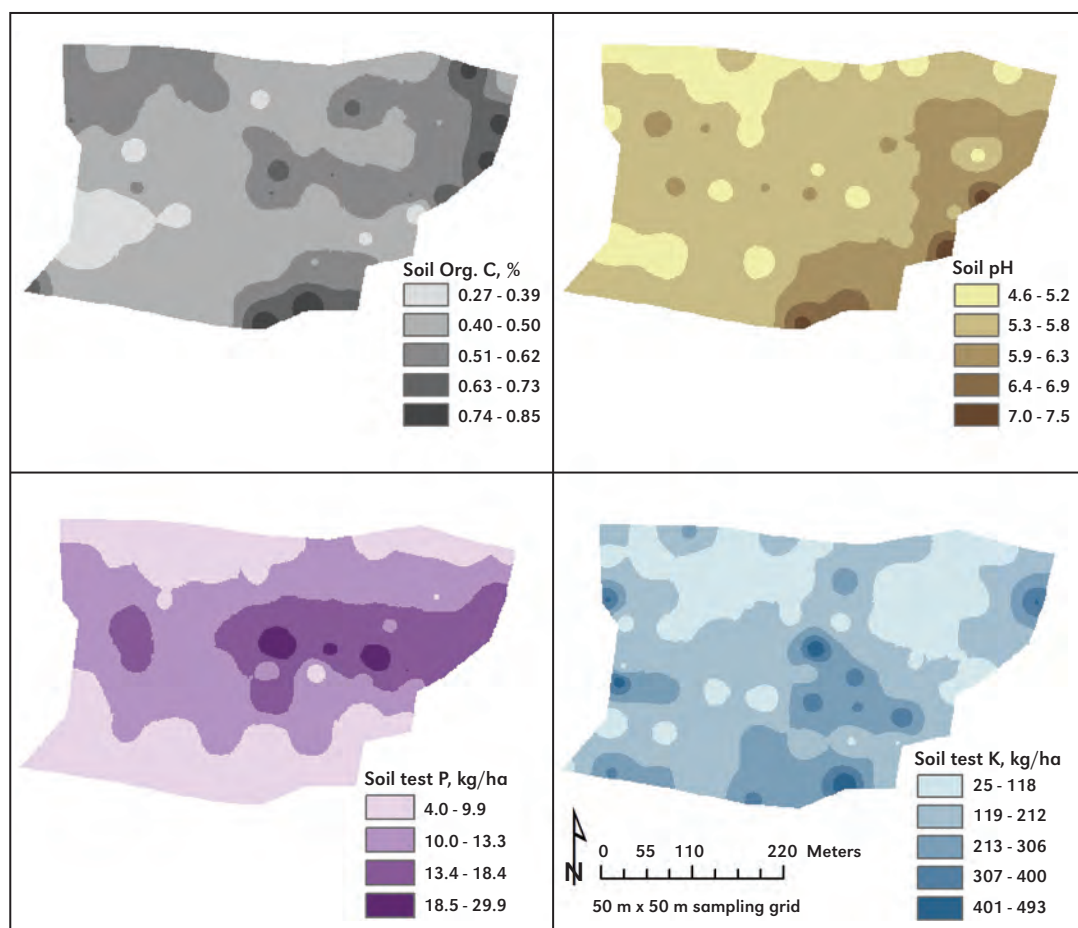 Soil Org. C, %
0.27 - 0.39
0.40 - 0.50
0.51 - 0.62
0.63 - 0.73
0.74 - 0.85
Soil pH
4.6 - 5.2
5.3 - 5.8
5.9 - 6.3
6.4 - 6.9
7.0 - 7.5
Soil test P, kg/ha
4.0 - 9.9
10.0 - 13.3
13.4 - 18.4
18.5 - 29.9
Soil test K, kg/ha
25 - 118
119 - 212
213 - 306
307 - 400
401 - 493
N
0 55 110 220 Meters
50 m x 50 m sampling grid